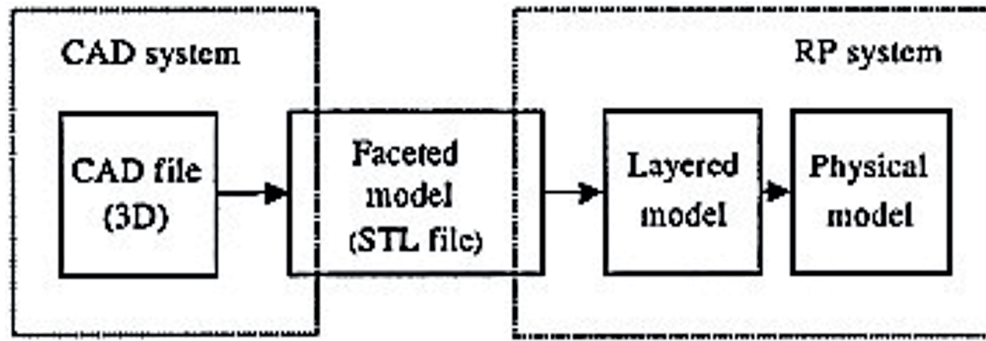 CAD system
RP system
CAD file
(3D)
Faceted
model
(STL file)
Layered
model
Physical
model